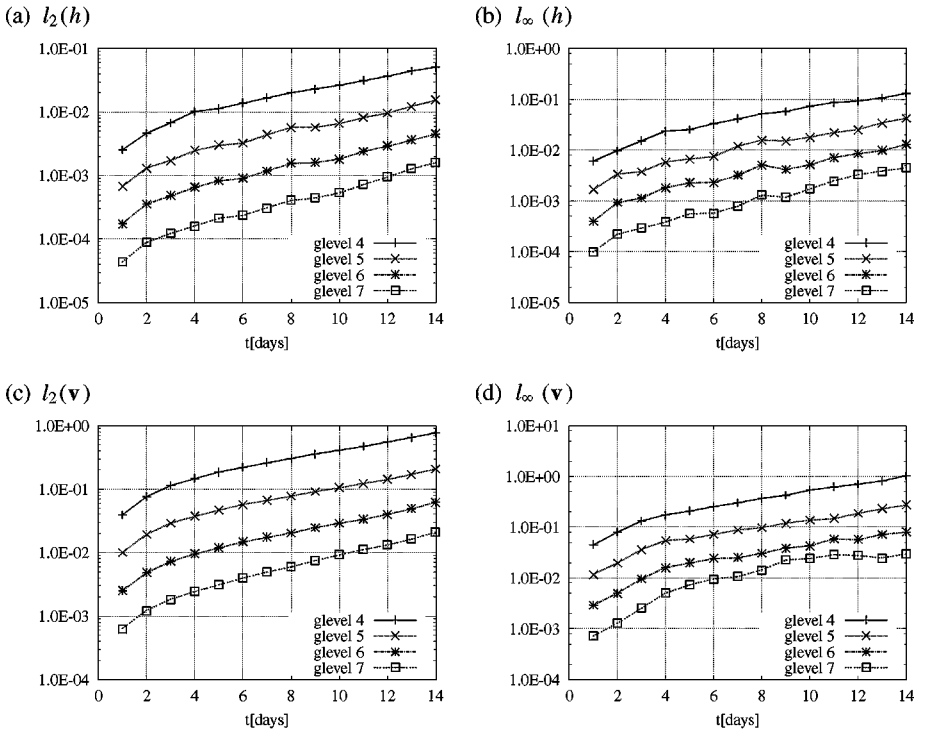 (a) l₂(h)
1.0E-01
1.0E-02
1.0E-03
1.0E-04
1.0E-05
glevel 4
glevel 5
glevel 6
glevel 7
0 2 4 6 8 10 12 14
t[days]
(b) l∞ (h)
1.0E+00
1.0E-01
1.0E-02
1.0E-03
1.0E-04
1.0E-05
glevel 4
glevel 5
glevel 6
glevel 7
0 2 4 6 8 10 12 14
t[days]
(c) l₂(v)
1.0E+00
1.0E-01
1.0E-02
1.0E-03
1.0E-04
glevel 4
glevel 5
glevel 6
glevel 7
0 2 4 6 8 10 12 14
t[days]
(d) l∞ (v)
1.0E+01
1.0E+00
1.0E-01
1.0E-02
1.0E-03
1.0E-04
glevel 4
glevel 5
glevel 6
glevel 7
0 2 4 6 8 10 12 14
t[days]